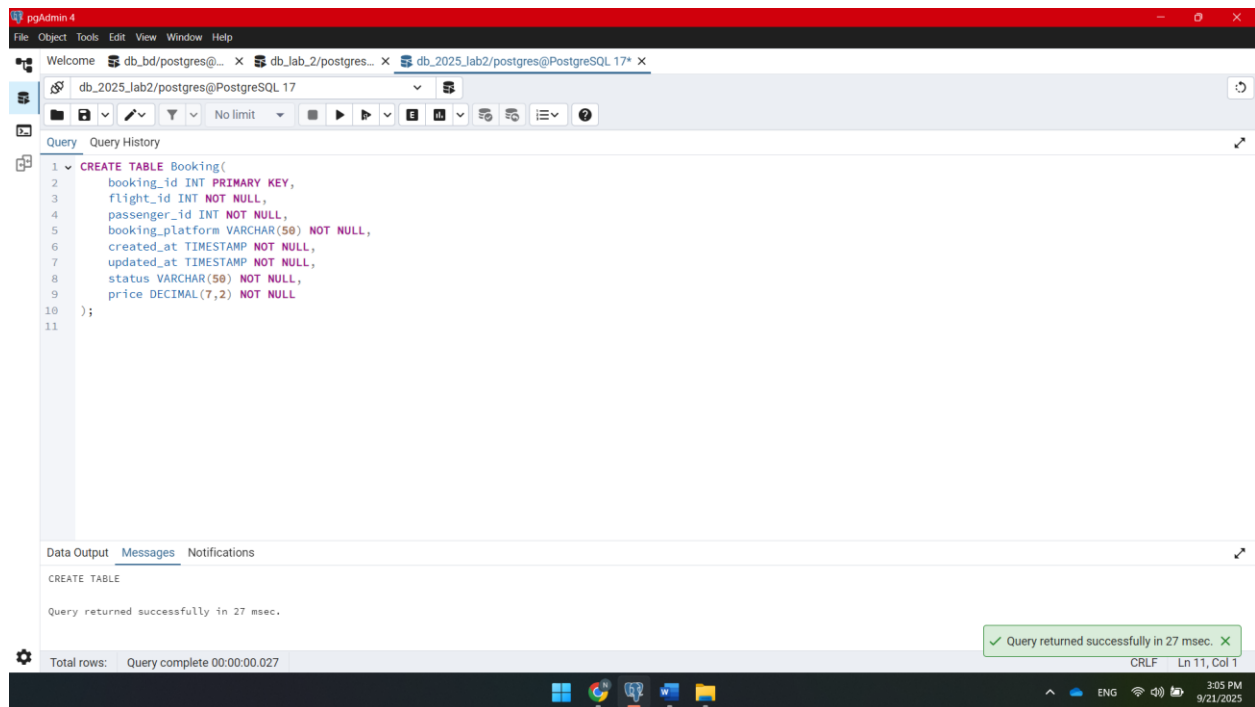 pgAdmin 4
File Object Tools Edit View Window Help
Welcome db_bd/postgres@... db_lab_2/postgres... db_2025_lab2/postgres@PostgreSQL 17*
db_2025_lab2/postgres@PostgreSQL 17
No limit
Query Query History
1 CREATE TABLE Booking(
2 booking_id INT PRIMARY KEY,
3 flight_id INT NOT NULL,
4 passenger_id INT NOT NULL,
5 booking_platform VARCHAR(50) NOT NULL,
6 created_at TIMESTAMP NOT NULL,
7 updated_at TIMESTAMP NOT NULL,
8 status VARCHAR(50) NOT NULL,
9 price DECIMAL(7,2) NOT NULL
10 );
11
Data Output Messages Notifications
CREATE TABLE
Query returned successfully in 27 msec.
Query returned successfully in 27 msec.
Total rows: Query complete 00:00:00.027 CRLF Ln 11, Col 1
ENG 3:05 PM
9/21/2025